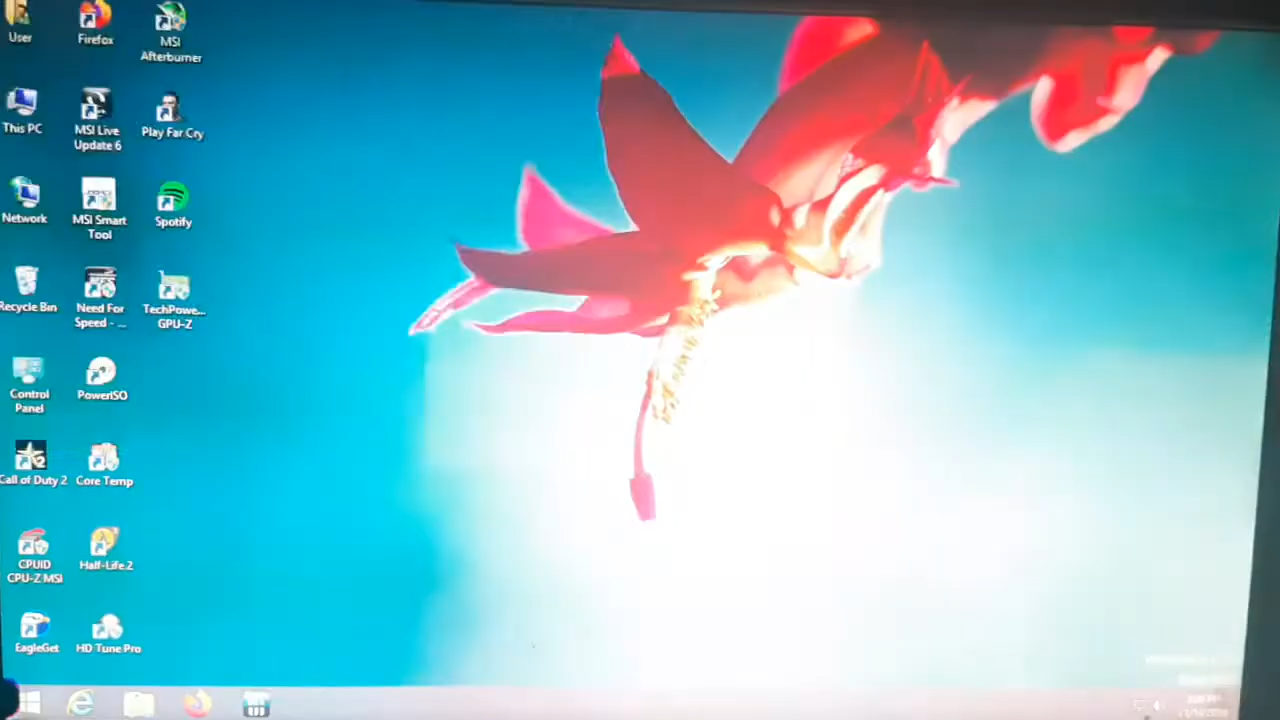 User
Firefox
MSI
Afterburner
This PC
MSI Live
Update 6
Play Far Cry
Network
MSI Smart
Tool
Spotify
Recycle Bin
Need For
Speed - ...
TechPowe...
GPU-Z
Control
Panel
PowerISO
Call of Duty 2
Core Temp
CPUID
CPU-Z MSI
Half-Life 2
EagleGet
HD Tune Pro